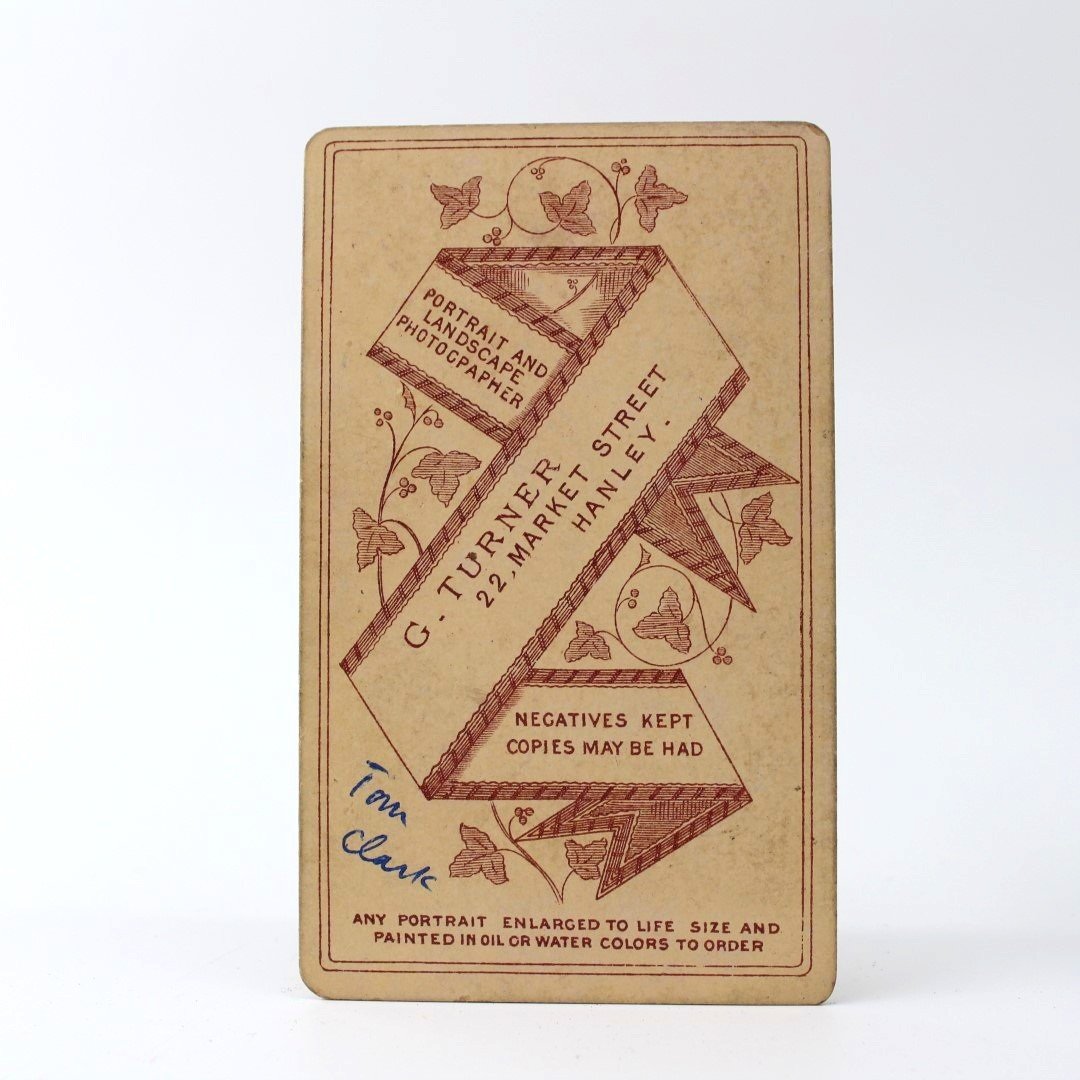 PORTRAIT AND
LANDSCAPE
PHOTOGRAPHER
G. TURNER
22, MARKET STREET
HANLEY.
NEGATIVES KEPT
COPIES MAY BE HAD
Tom
Clark
ANY PORTRAIT ENLARGED TO LIFE SIZE AND
PAINTED IN OIL OR WATER COLORS TO ORDER